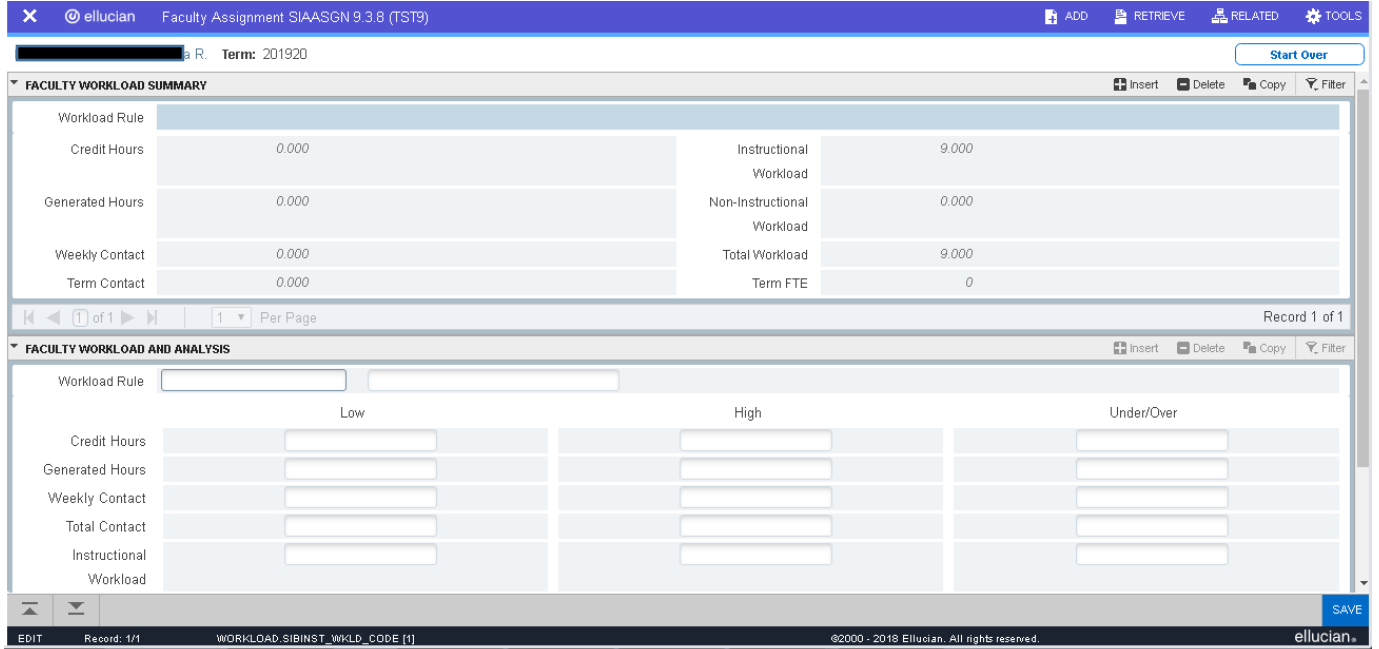 ellucian Faculty Assignment SIAASGN 9.3.8 (TST9) ADD RETRIEVE RELATED TOOLS
a R. Term: 201920 Start Over
FACULTY WORKLOAD SUMMARY Insert Delete Copy Filter
Workload Rule
Credit Hours 0.000 Instructional Workload 9.000
Generated Hours 0.000 Non-Instructional Workload 0.000
Weekly Contact 0.000 Total Workload 9.000
Term Contact 0.000 Term FTE 0
1 of 1 1 Per Page Record 1 of 1
FACULTY WORKLOAD AND ANALYSIS Insert Delete Copy Filter
Workload Rule
Low High Under/Over
Credit Hours
Generated Hours
Weekly Contact
Total Contact
Instructional
Workload
SAVE
EDIT Record: 1/1 WORKLOAD.SIBINST_WKLD_CODE [1] ©2000 - 2018 Ellucian. All rights reserved. ellucian.